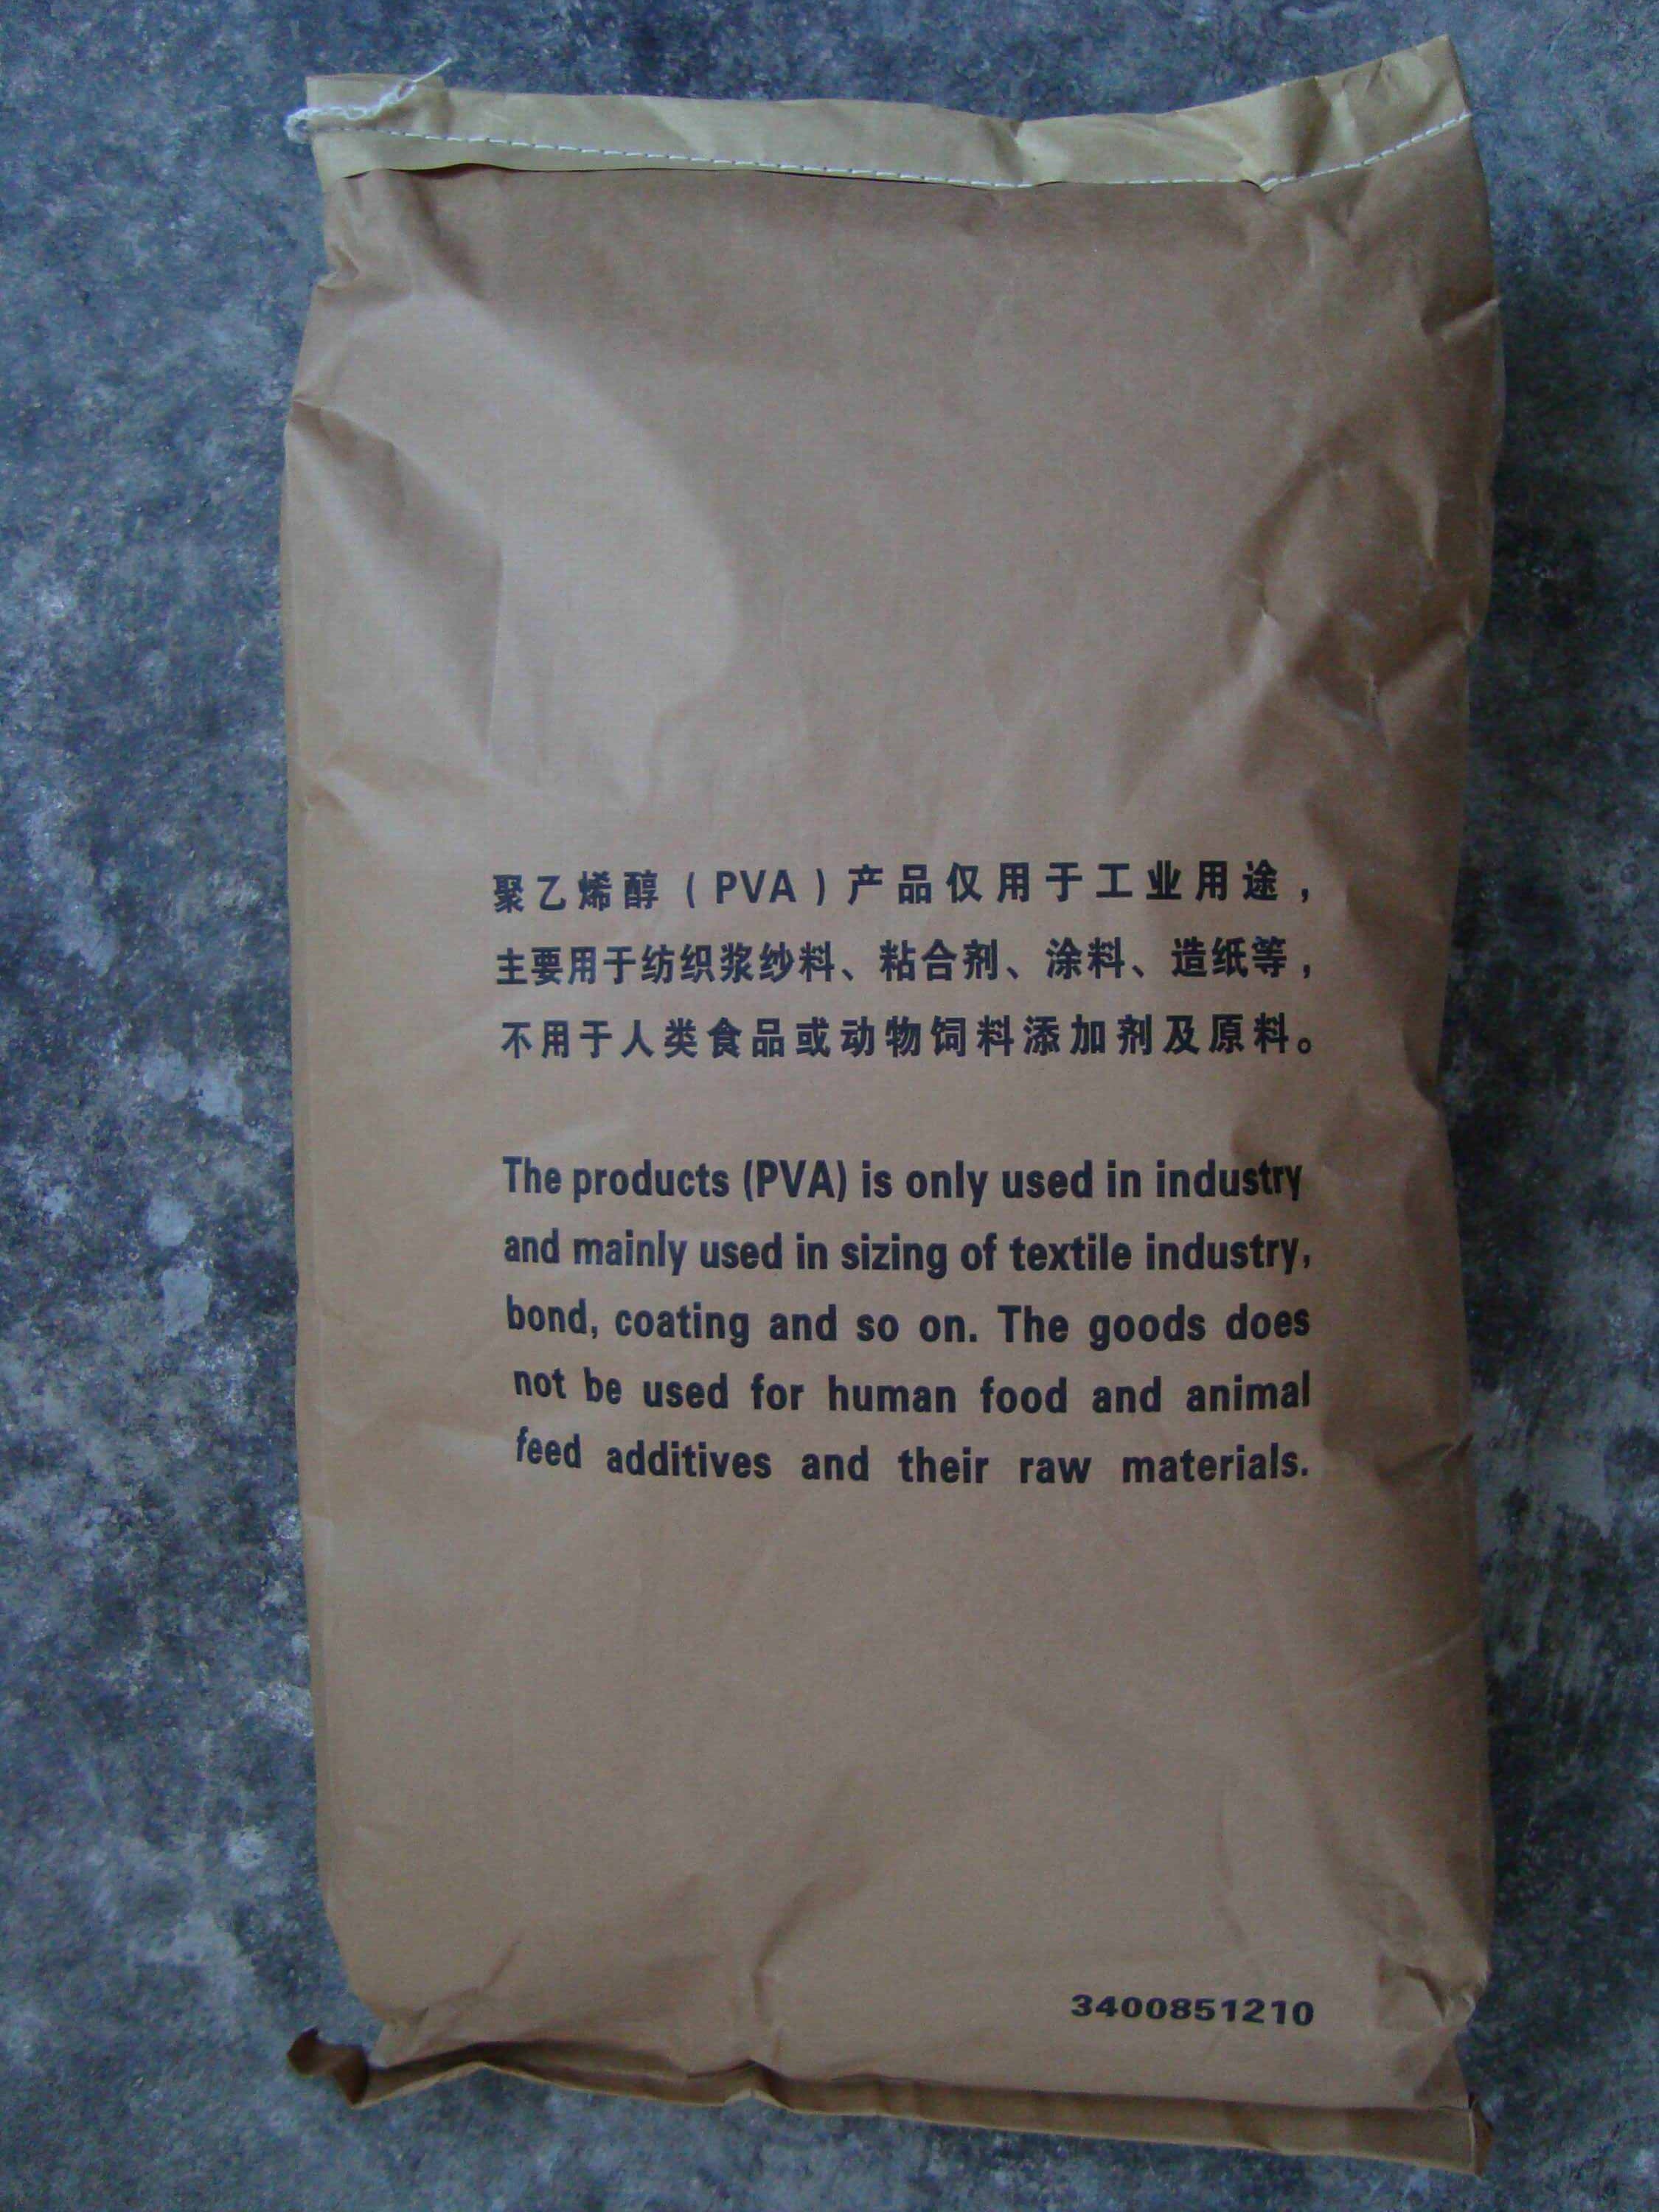 聚乙烯醇（PVA）产品仅用于工业用途，
主要用于纺织浆纱料、粘合剂、涂料、造纸等，
不用于人类食品或动物饲料添加剂及原料。
The products (PVA) is only used in industry
and mainly used in sizing of textile industry,
bond, coating and so on. The goods does
not be used for human food and animal
feed additives and their raw materials.
3400851210